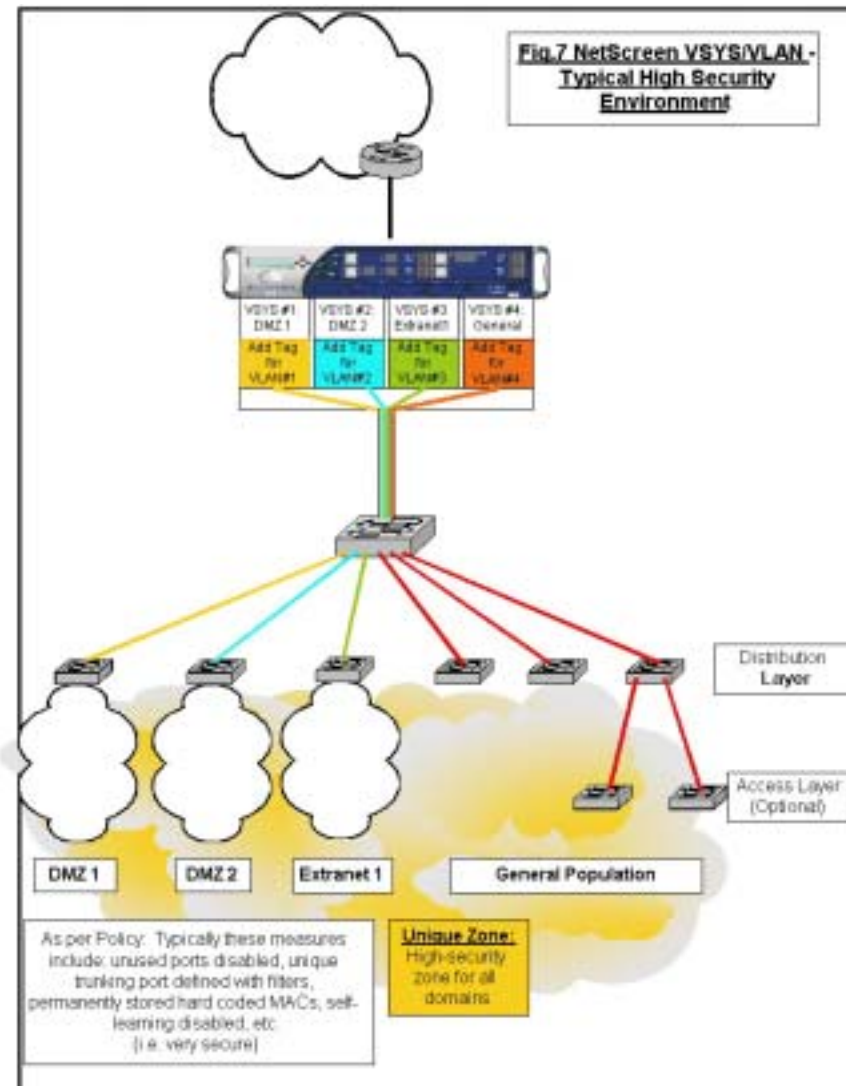 Fig.7 NetScreen VSYS/VLAN -
Typical High Security
Environment
VSYS #1:
DMZ 1
VSYS #2:
DMZ 2
VSYS #3
Extranet1
VSYS #4:
General
Add Tag
for
VLAN#1
Add Tag
for
VLAN#2
Add Tag
for
VLAN#3
Add Tag
for
VLAN#4
Distribution
Layer
Access Layer
(Optional)
DMZ 1
DMZ 2
Extranet 1
General Population
As per Policy: Typically these measures
include: unused ports disabled, unique
trunking port defined with filters,
permanently stored hard coded MACs, self-
learning disabled, etc
(i.e. very secure)
Unique Zone:
High-security
zone for all
domains